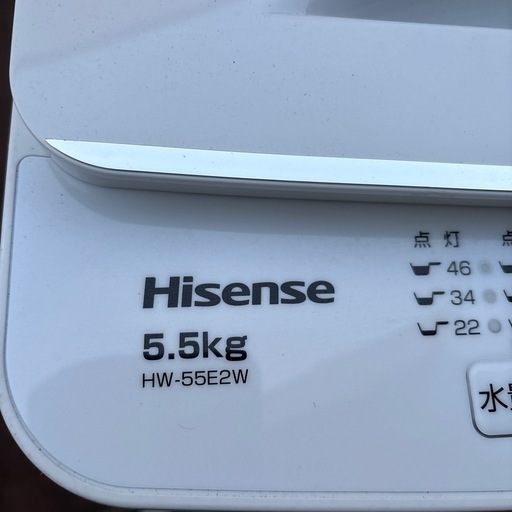 Hisense
5.5kg
HW-55E2W
点灯
46
34
22
水